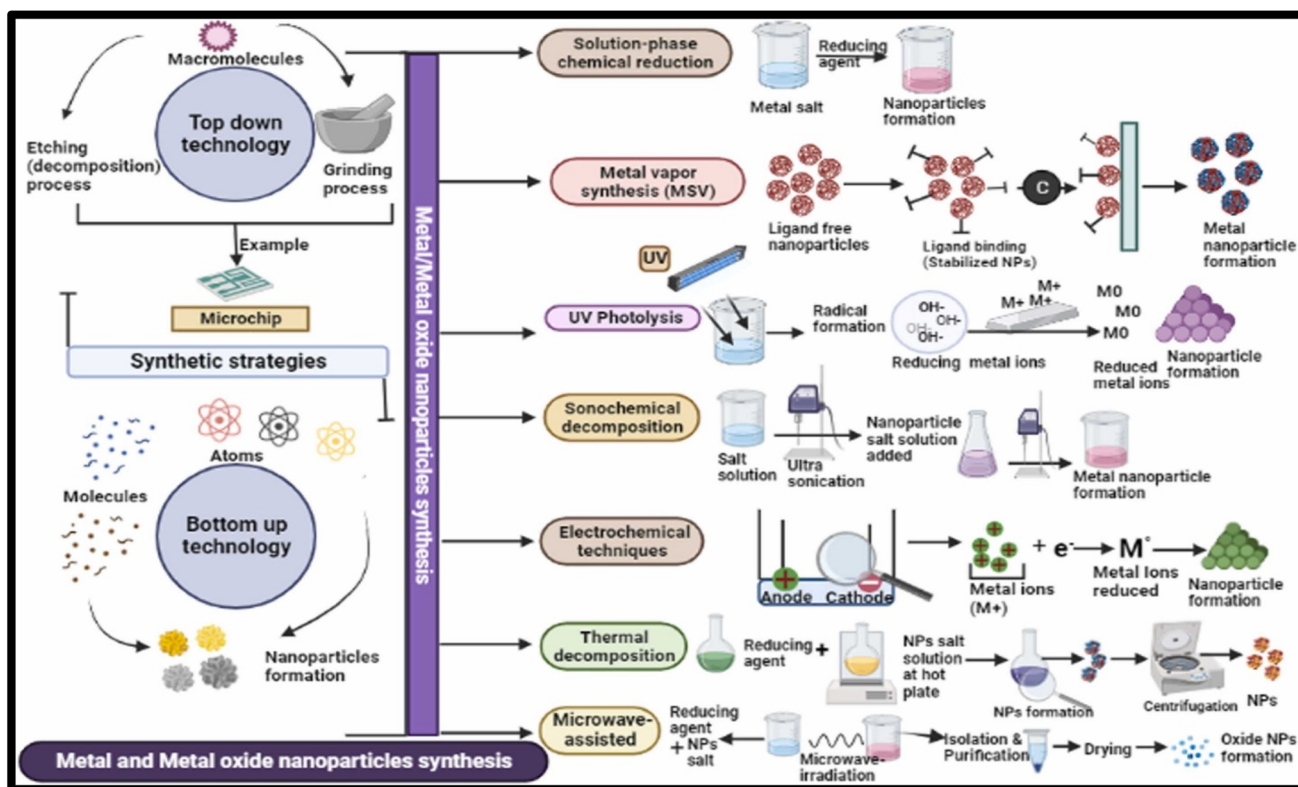 Macromolecules
Top down
technology
Etching
(decomposition)
process
Grinding
process
Example
Microchip
Synthetic strategies
Atoms
Molecules
Bottom up
technology
Nanoparticles
formation
Metal and Metal oxide nanoparticles synthesis
Metal/Metal oxide nanoparticles synthesis
Solution-phase
chemical reduction
Metal salt
Reducing
agent
Nanoparticles
formation
Metal vapor
synthesis (MSV)
Ligand free
nanoparticles
Ligand binding
(Stabilized NPs)
C
Metal
nanoparticle
formation
UV
UV Photolysis
Radical
formation
OH-
OH-
OH-
OH-
Reducing metal ions
M+
M+ M+
M0
M0
M0
Reduced
metal ions
Nanoparticle
formation
Sonochemical
decomposition
Salt
solution
Ultra
sonication
Nanoparticle
salt solution
added
Metal nanoparticle
formation
Electrochemical
techniques
+
−
Anode
Cathode
Metal ions
(M+)
+ e-
M°
Metal Ions
reduced
Nanoparticle
formation
Thermal
decomposition
Reducing
agent
+
NPs salt
solution
at hot
plate
NPs formation
Centrifugation
NPs
Microwave-
assisted
Reducing
agent
+ NPs
salt
Microwave-
irradiation
Isolation &
Purification
Drying
Oxide NPs
formation